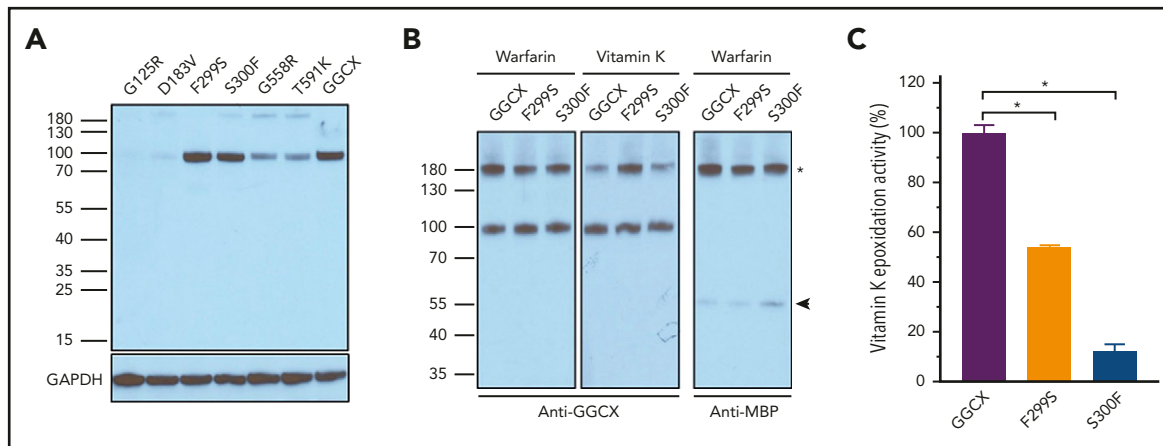 A
G125R D183V F299S S300F G558R T591K GGCX
180
130
100
70
55
40
35
25
15
GAPDH
B
Warfarin Vitamin K Warfarin
GGCX F299S S300F GGCX F299S S300F GGCX F299S S300F
180 *
130
100
70
55
40
35
Anti-GGCX Anti-MBP
C
Vitamin K epoxidation activity (%)
120
100
80
60
40
20
0
*
*
GGCX F299S S300F